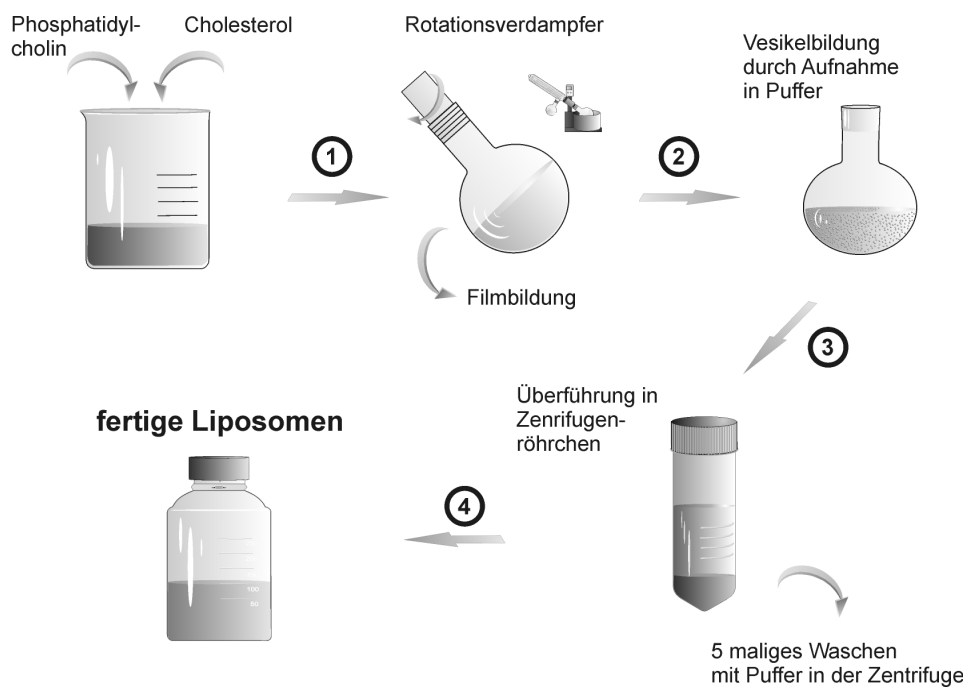 Phosphatidyl-
cholin
Cholesterol
Rotationsverdampfer
Vesikelbildung
durch Aufnahme
in Puffer
1
2
Filmbildung
3
Überführung in
Zenrifugen-
röhrchen
fertige Liposomen
4
100
80
5 maliges Waschen
mit Puffer in der Zentrifuge